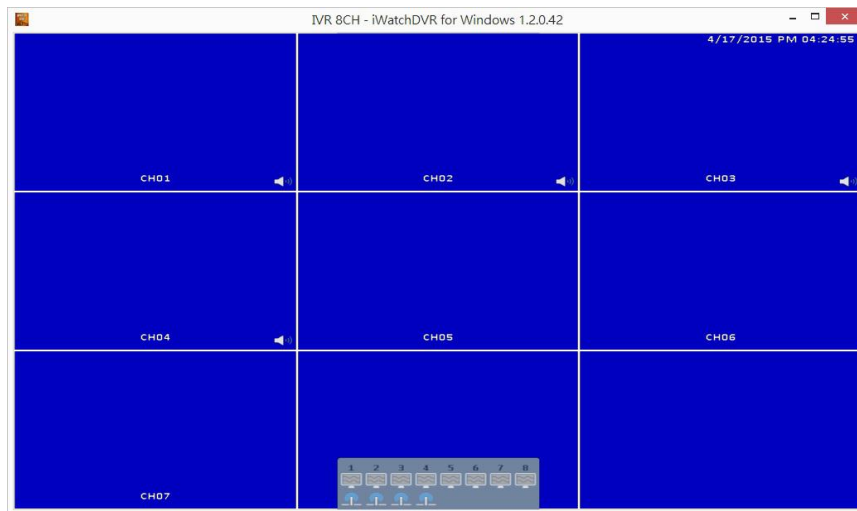 IVR 8CH - iWatchDVR for Windows 1.2.0.42
4/17/2015 PM 04:24:55
CH01
CH02
CH03
CH04
CH05
CH06
CH07
1 2 3 4 5 6 7 8